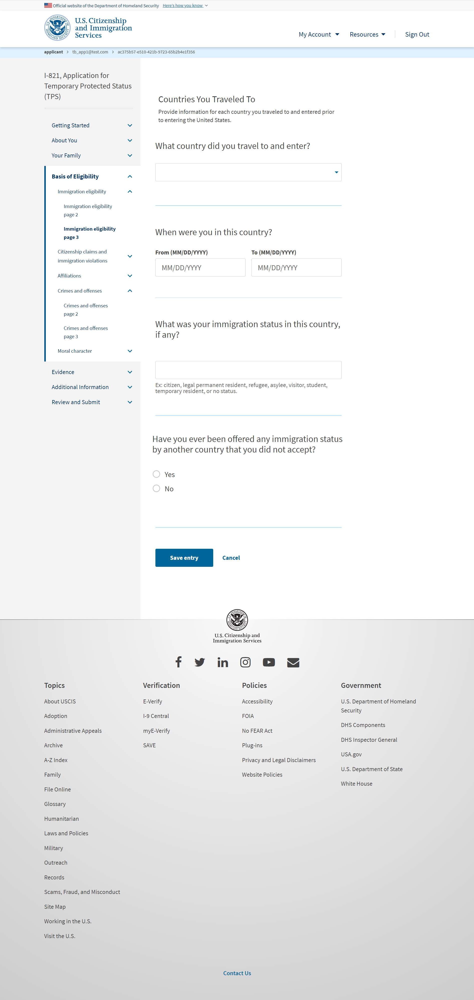 Official website of the Department of Homeland Security Here's how you know
U.S. DEPARTMENT OF HOMELAND SECURITY
U.S. Citizenship
and Immigration
Services
My Account Resources Sign Out
applicant > tb_app1@test.com > ac375b57-e510-421b-9723-65b2b4e1f356
I-821, Application for
Temporary Protected Status
(TPS)
Getting Started
About You
Your Family
Basis of Eligibility
Immigration eligibility
Immigration eligibility
page 2
Immigration eligibility
page 3
Citizenship claims and
immigration violations
Affiliations
Crimes and offenses
Crimes and offenses
page 2
Crimes and offenses
page 3
Moral character
Evidence
Additional Information
Review and Submit
Countries You Traveled To
Provide information for each country you traveled to and entered prior
to entering the United States.
What country did you travel to and enter?
When were you in this country?
From (MM/DD/YYYY) To (MM/DD/YYYY)
MM/DD/YYYY MM/DD/YYYY
What was your immigration status in this country,
if any?
Ex: citizen, legal permanent resident, refugee, asylee, visitor, student,
temporary resident, or no status.
Have you ever been offered any immigration status
by another country that you did not accept?
Yes
No
Save entry Cancel
U.S. DEPARTMENT OF HOMELAND SECURITY
U.S. Citizenship and
Immigration Services
Topics
About USCIS
Adoption
Administrative Appeals
Archive
A-Z Index
Family
File Online
Glossary
Humanitarian
Laws and Policies
Military
Outreach
Records
Scams, Fraud, and Misconduct
Site Map
Working in the U.S.
Visit the U.S.
Verification
E-Verify
I-9 Central
myE-Verify
SAVE
Policies
Accessibility
FOIA
No FEAR Act
Plug-ins
Privacy and Legal Disclaimers
Website Policies
Government
U.S. Department of Homeland
Security
DHS Components
DHS Inspector General
USA.gov
U.S. Department of State
White House
Contact Us